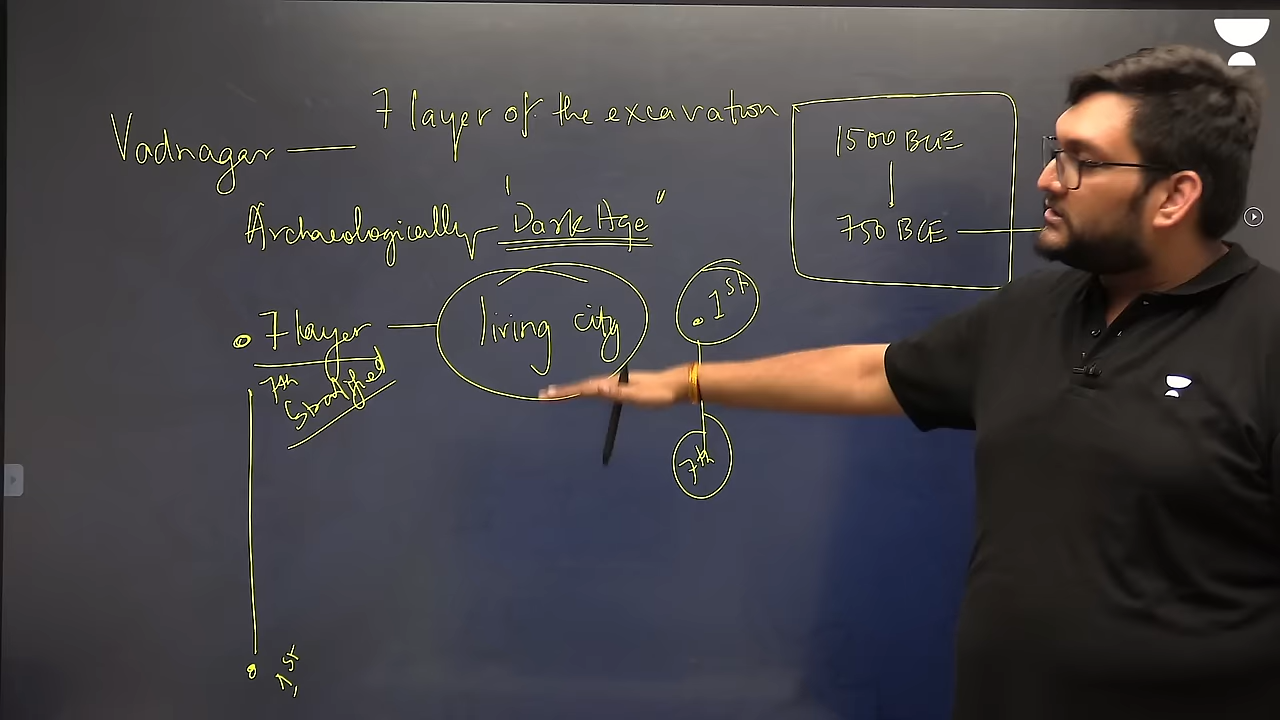 Vadnagar — 7 layer of the excavation
1500 BCE
750 BCE
Archaeologically "Dark Age"
7 layer — living city
7th
Stratified
1st
7th
1st